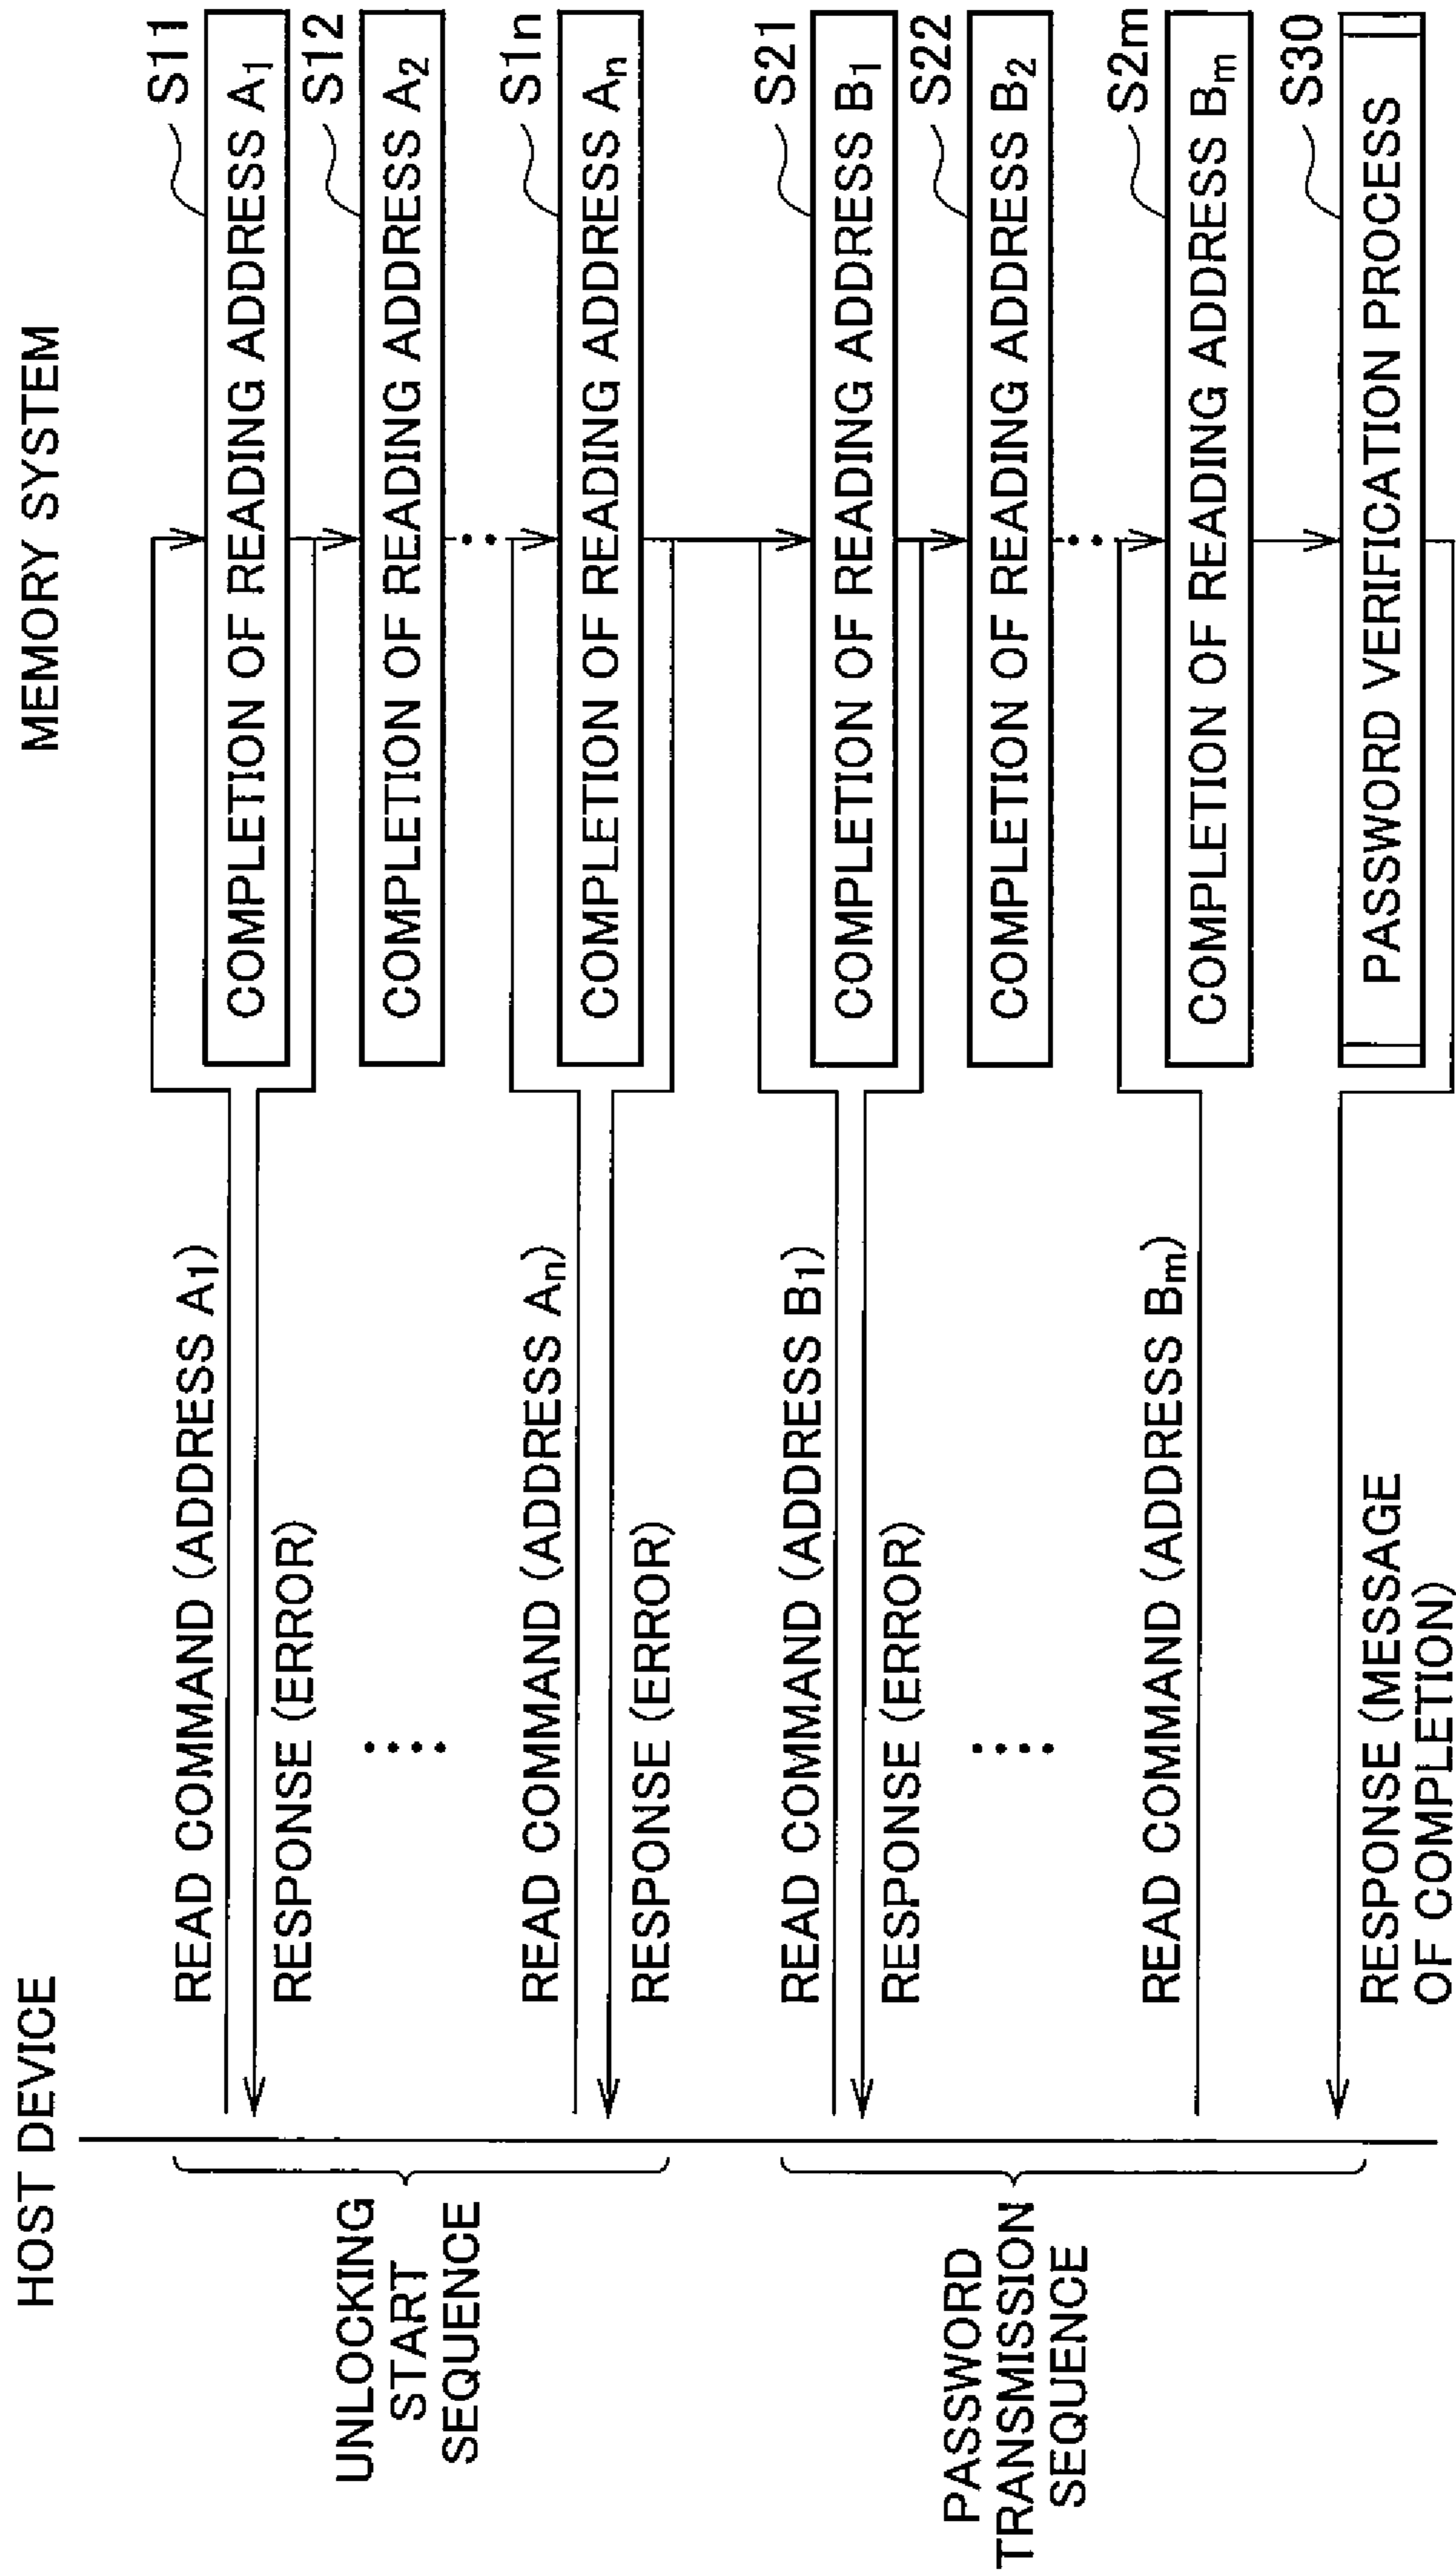 HOST DEVICE
MEMORY SYSTEM
UNLOCKING
START
SEQUENCE
READ COMMAND (ADDRESS A1)
RESPONSE (ERROR)
....
READ COMMAND (ADDRESS An)
RESPONSE (ERROR)
S11
COMPLETION OF READING ADDRESS A1
S12
COMPLETION OF READING ADDRESS A2
S1n
COMPLETION OF READING ADDRESS An
PASSWORD
TRANSMISSION
SEQUENCE
READ COMMAND (ADDRESS B1)
RESPONSE (ERROR)
....
READ COMMAND (ADDRESS Bm)
RESPONSE (MESSAGE
OF COMPLETION)
S21
COMPLETION OF READING ADDRESS B1
S22
COMPLETION OF READING ADDRESS B2
S2m
COMPLETION OF READING ADDRESS Bm
S30
PASSWORD VERIFICATION PROCESS